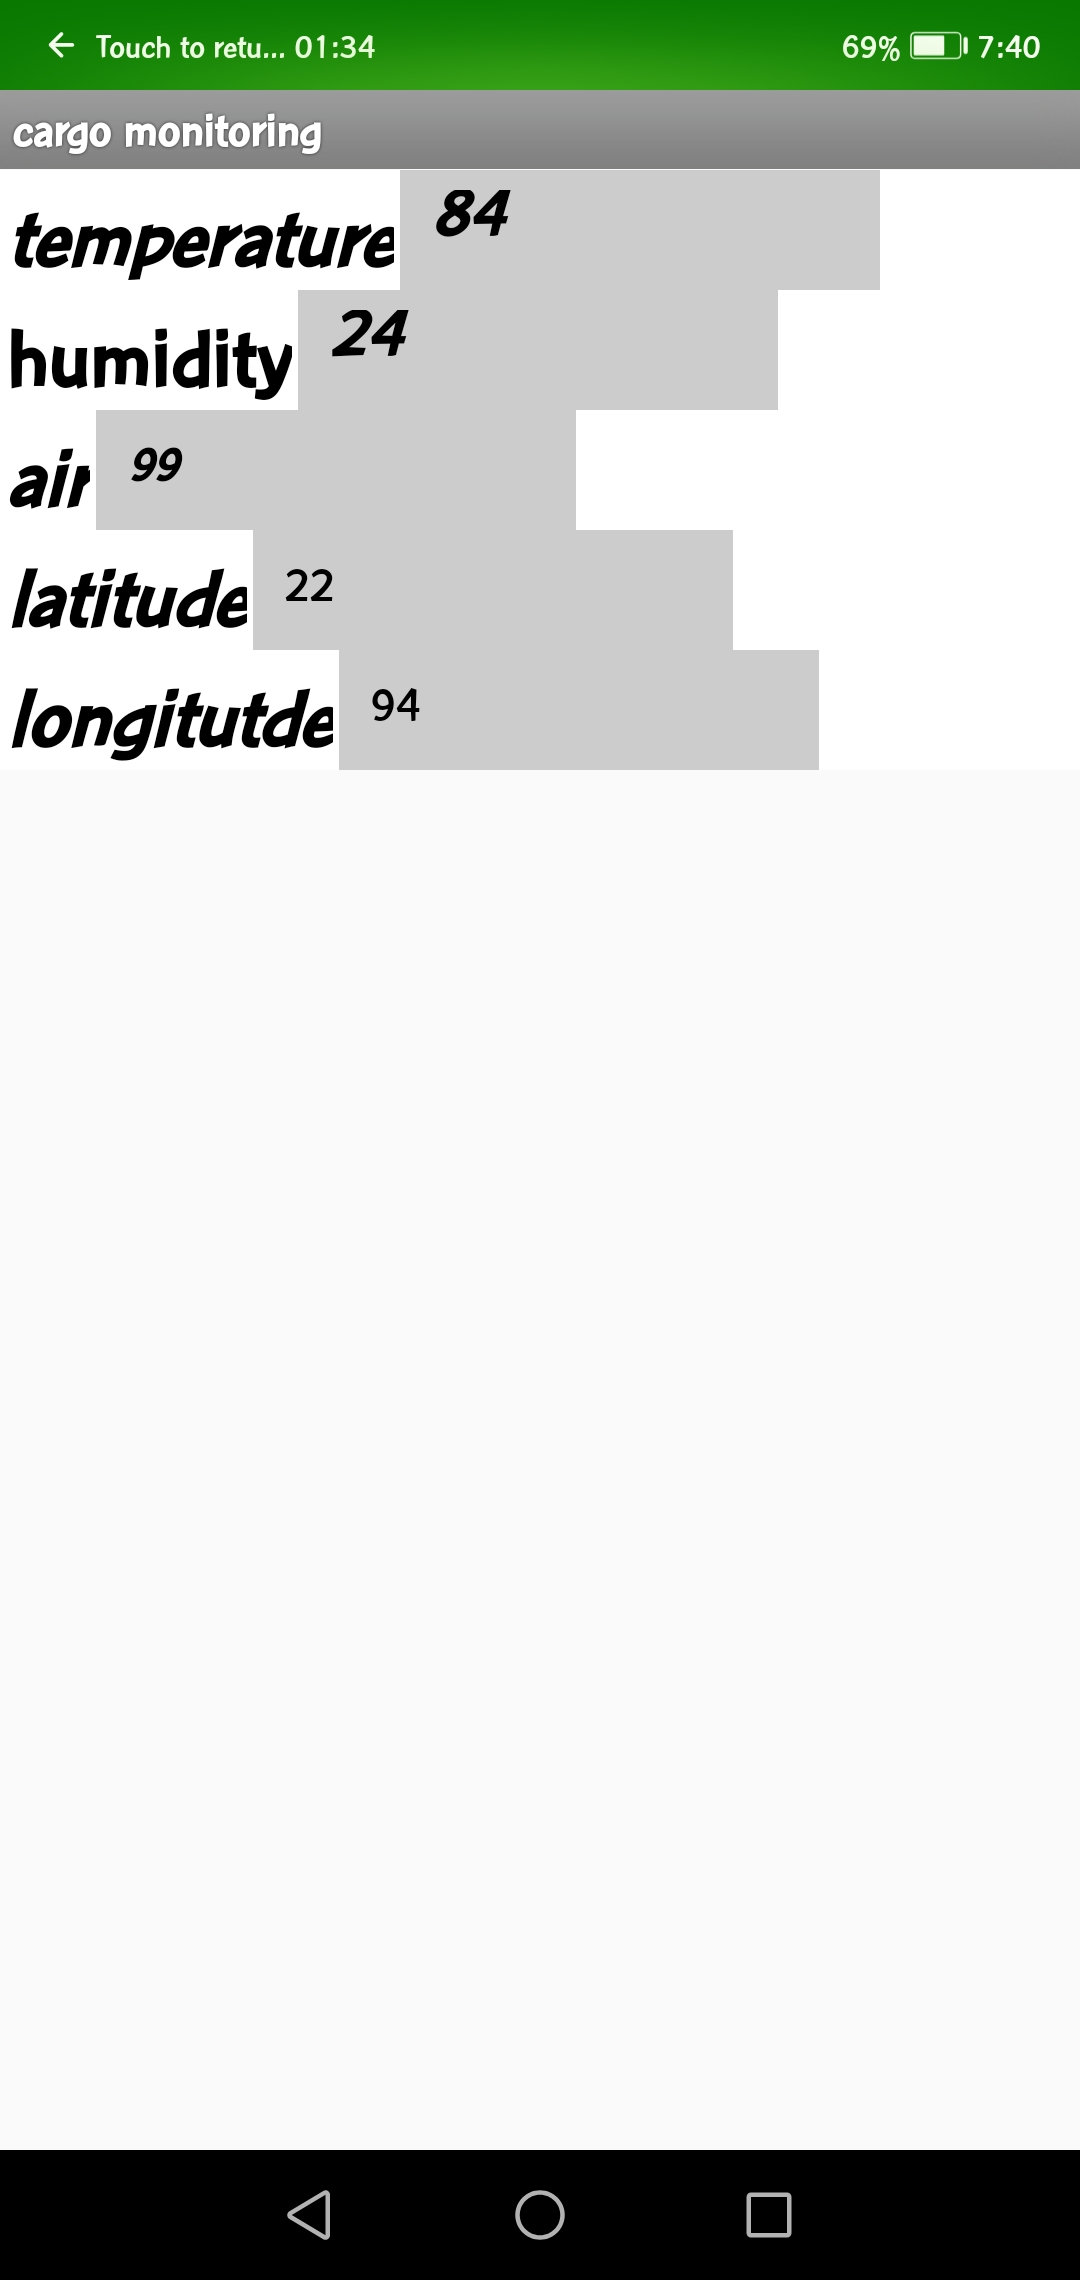 Touch to retu... 01:34 69% 7:40
cargo monitoring
temperature 84
humidity 24
air 99
latitude 22
longitutde 94